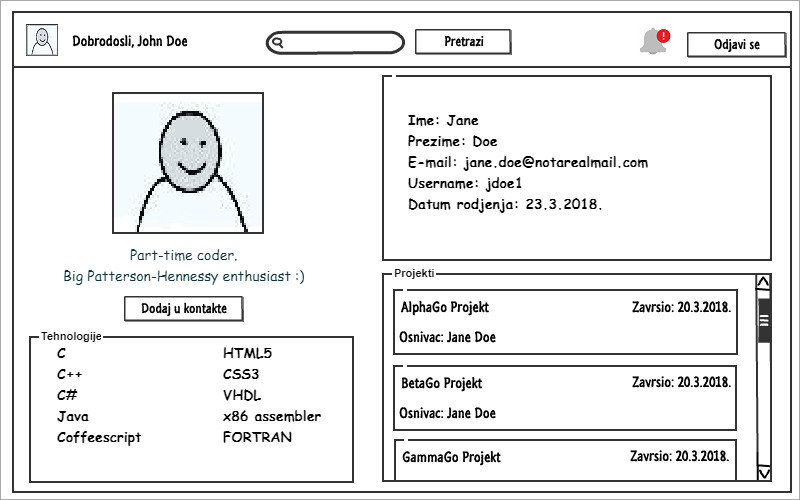 Dobrodosli, John Doe
Pretrazi
!
Odjavi se
Part-time coder.
Big Patterson-Hennessy enthusiast :)
Dodaj u kontakte
Tehnologije
C HTML5
C++ CSS3
C# VHDL
Java x86 assembler
Coffeescript FORTRAN
Ime: Jane
Prezime: Doe
E-mail: jane.doe@notarealmail.com
Username: jdoe1
Datum rodjenja: 23.3.2018.
Projekti
AlphaGo Projekt Zavrsio: 20.3.2018.
Osnivac: Jane Doe
BetaGo Projekt Zavrsio: 20.3.2018.
Osnivac: Jane Doe
GammaGo Projekt Zavrsio: 20.3.2018.